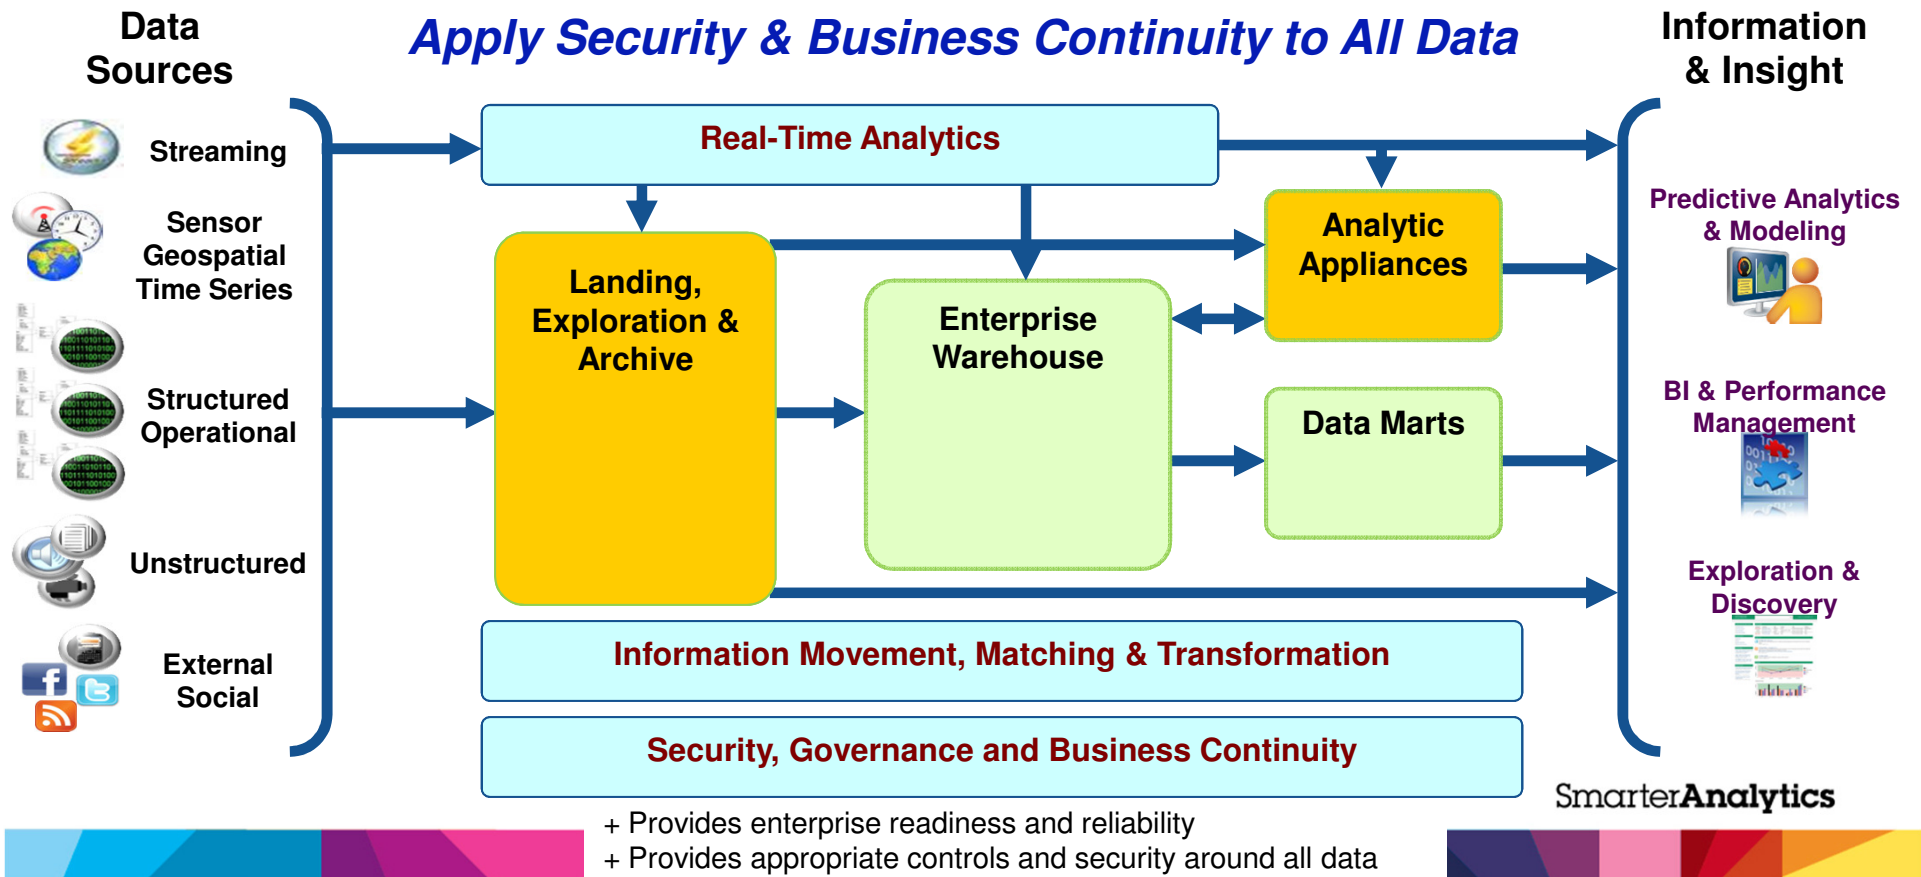 Data
Sources
Apply Security & Business Continuity to All Data
Information
& Insight
Streaming
Sensor
Geospatial
Time Series
Structured
Operational
Unstructured
External
Social
Real-Time Analytics
Landing,
Exploration &
Archive
Enterprise
Warehouse
Analytic
Appliances
Data Marts
Predictive Analytics
& Modeling
BI & Performance
Management
Exploration &
Discovery
Information Movement, Matching & Transformation
Security, Governance and Business Continuity
+ Provides enterprise readiness and reliability
+ Provides appropriate controls and security around all data
SmarterAnalytics